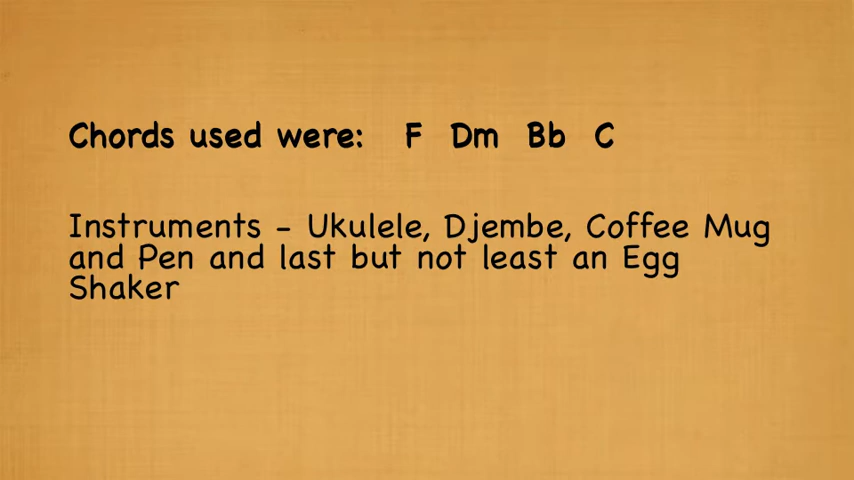 Chords used were: F Dm Bb C
Instruments - Ukulele, Djembe, Coffee Mug
and Pen and last but not least an Egg
Shaker